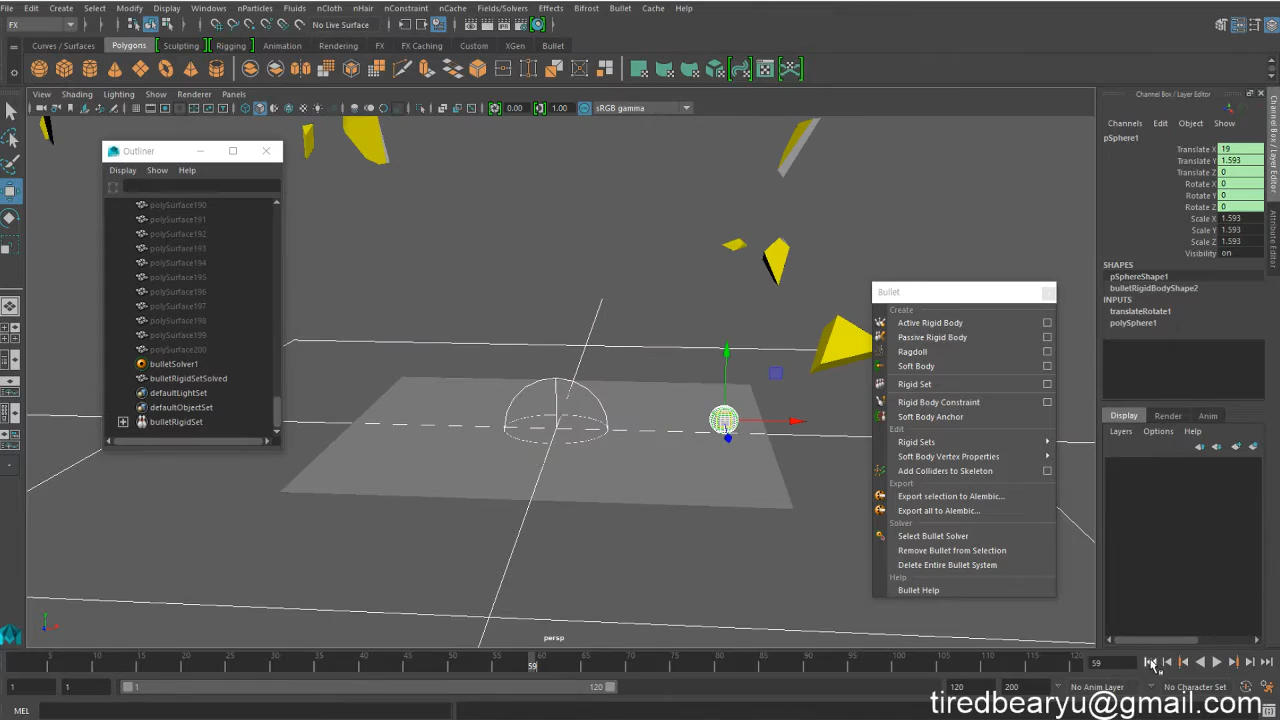 File Edit Create Select Modify Display Windows nParticles Fluids nCloth nHair nConstraint nCache Fields/Solvers Effects Bifrost Bullet Cache Help
FX No Live Surface
Curves / Surfaces Polygons Sculpting Rigging Animation Rendering FX FX Caching Custom XGen Bullet
View Shading Lighting Show Renderer Panels
0.00 1.00 sRGB gamma
Channel Box / Layer Editor
Channels Edit Object Show
pSphere1
Translate X 19
Translate Y 1.593
Translate Z 0
Rotate X 0
Rotate Y 0
Rotate Z 0
Scale X 1.593
Scale Y 1.593
Scale Z 1.593
Visibility on
SHAPES
pSphereShape1
bulletRigidBodyShape2
INPUTS
translateRotate1
polySphere1
Channel Box / Layer Editor
Attribute Editor
Outliner
Display Show Help
polySurface190
polySurface191
polySurface192
polySurface193
polySurface194
polySurface195
polySurface196
polySurface197
polySurface198
polySurface199
polySurface200
bulletSolver1
bulletRigidSetSolved
defaultLightSet
defaultObjectSet
bulletRigidSet
Bullet
Create
Active Rigid Body
Passive Rigid Body
Ragdoll
Soft Body
Rigid Set
Rigid Body Constraint
Soft Body Anchor
Edit
Rigid Sets
Soft Body Vertex Properties
Add Colliders to Skeleton
Export
Export selection to Alembic...
Export all to Alembic...
Solver
Select Bullet Solver
Remove Bullet from Selection
Delete Entire Bullet System
Help
Bullet Help
Display Render Anim
Layers Options Help
persp
5 10 15 20 25 30 35 40 45 50 55 59 60 65 70 75 80 85 90 95 100 105 110 115 120 59
1 1 1 120 120 200 No Anim Layer No Character Set
MEL
tiredbearyu@gmail.com